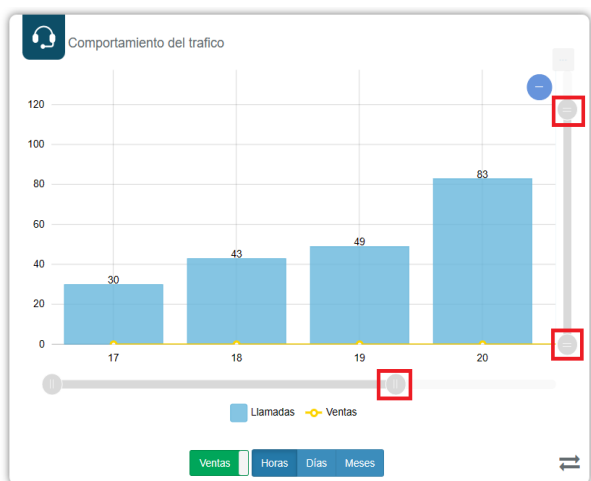 Comportamiento del trafico
120
100
80
60
40
20
0
30
43
49
83
17 18 19 20
Llamadas Ventas
Ventas Horas Días Meses